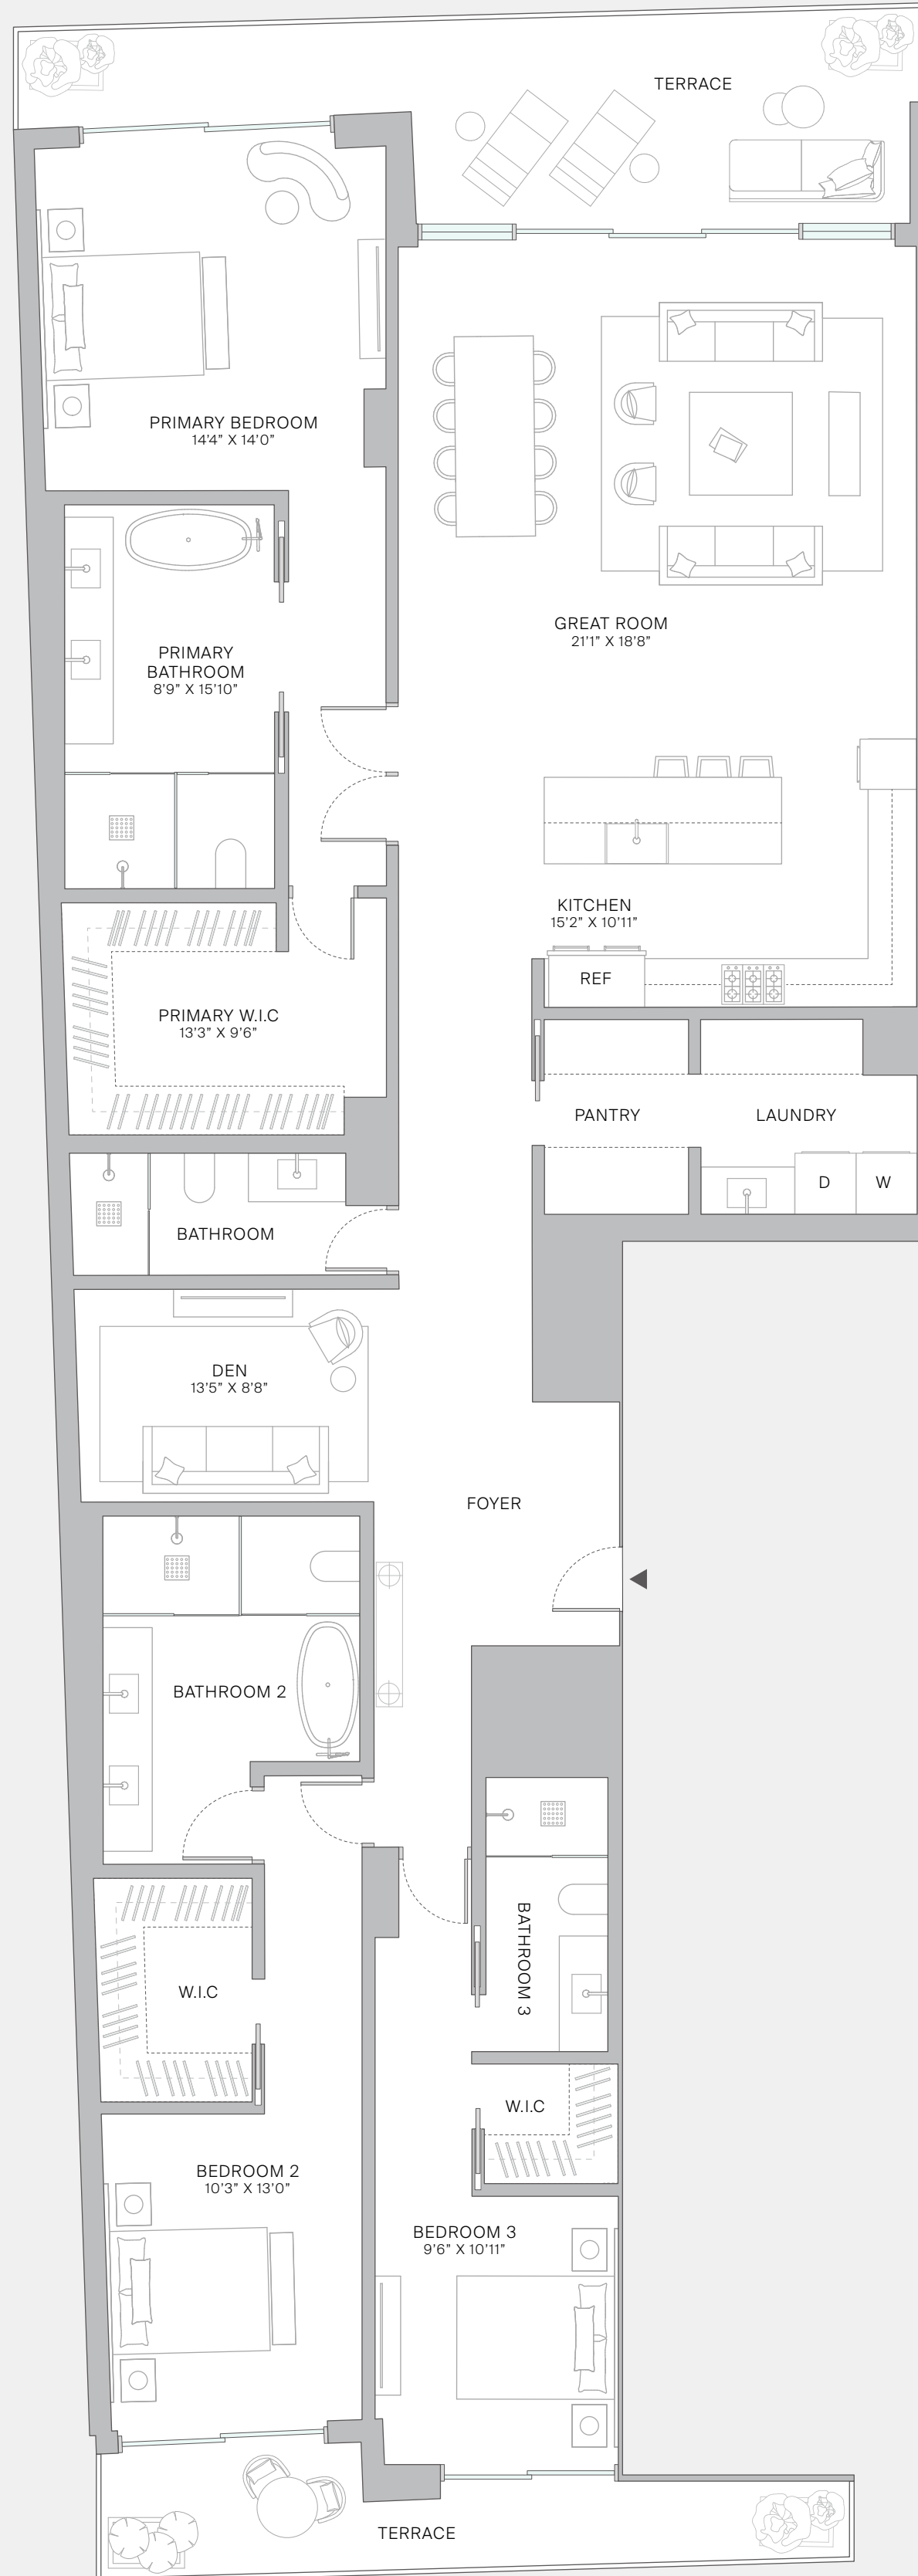 TERRACE
PRIMARY BEDROOM
14'4" X 14'0"
GREAT ROOM
21'1" X 18'8"
PRIMARY
BATHROOM
8'9" X 15'10"
KITCHEN
15'2" X 10'11"
REF
PRIMARY W.I.C
13'3" X 9'6"
PANTRY
LAUNDRY
D
W
BATHROOM
DEN
13'5" X 8'8"
FOYER
BATHROOM 2
BATHROOM 3
W.I.C
W.I.C
BEDROOM 2
10'3" X 13'0"
BEDROOM 3
9'6" X 10'11"
TERRACE